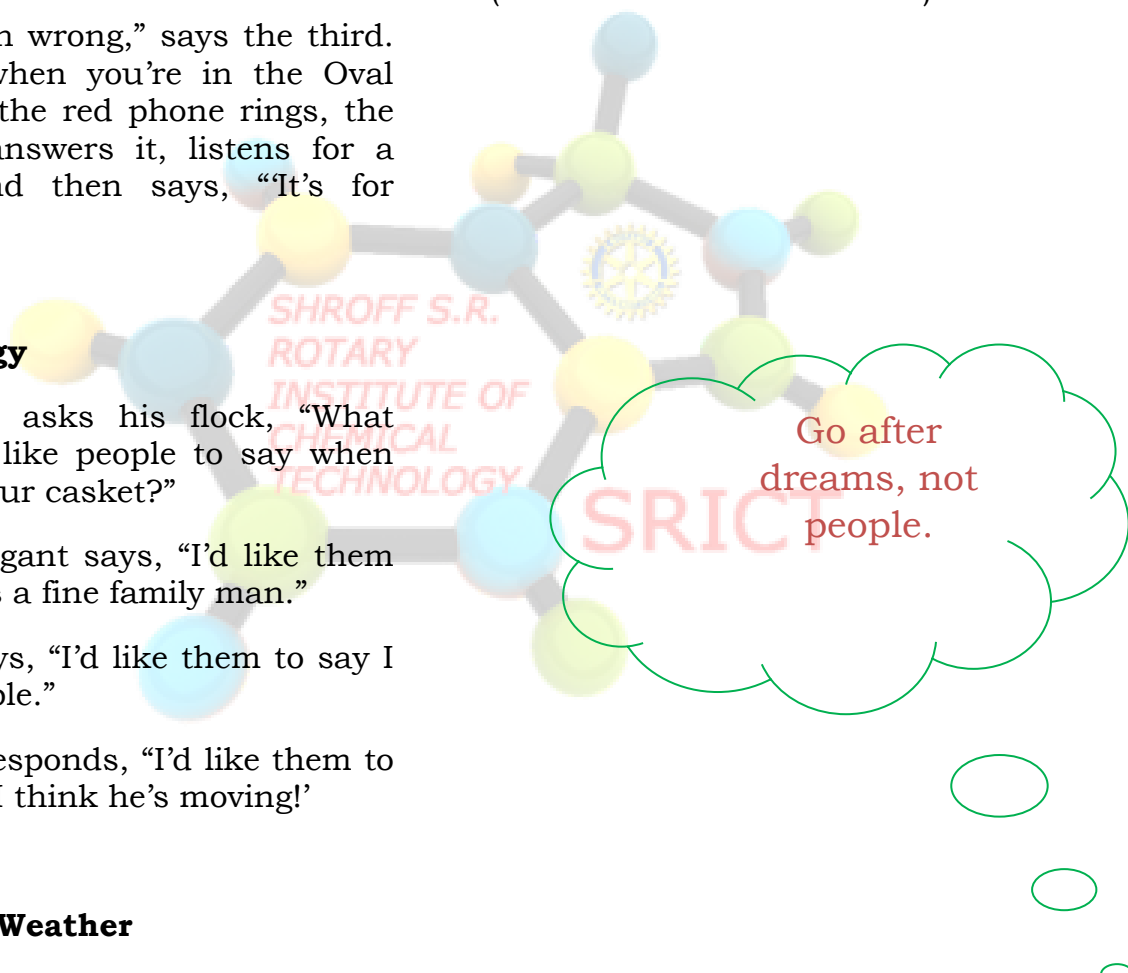 n wrong,” says the third.
when you’re in the Oval
the red phone rings, the
answers it, listens for a
nd then says, “‘It’s for
gy
asks his flock, “What
like people to say when
ur casket?”
gant says, “I’d like them
s a fine family man.”
ys, “I’d like them to say I
ple.”
esponds, “I’d like them to
I think he’s moving!’
Weather
SHROFF S.R.
ROTARY
INSTITUTE OF
CHEMICAL
TECHNOLOGY
SRICT
Go after
dreams, not
people.